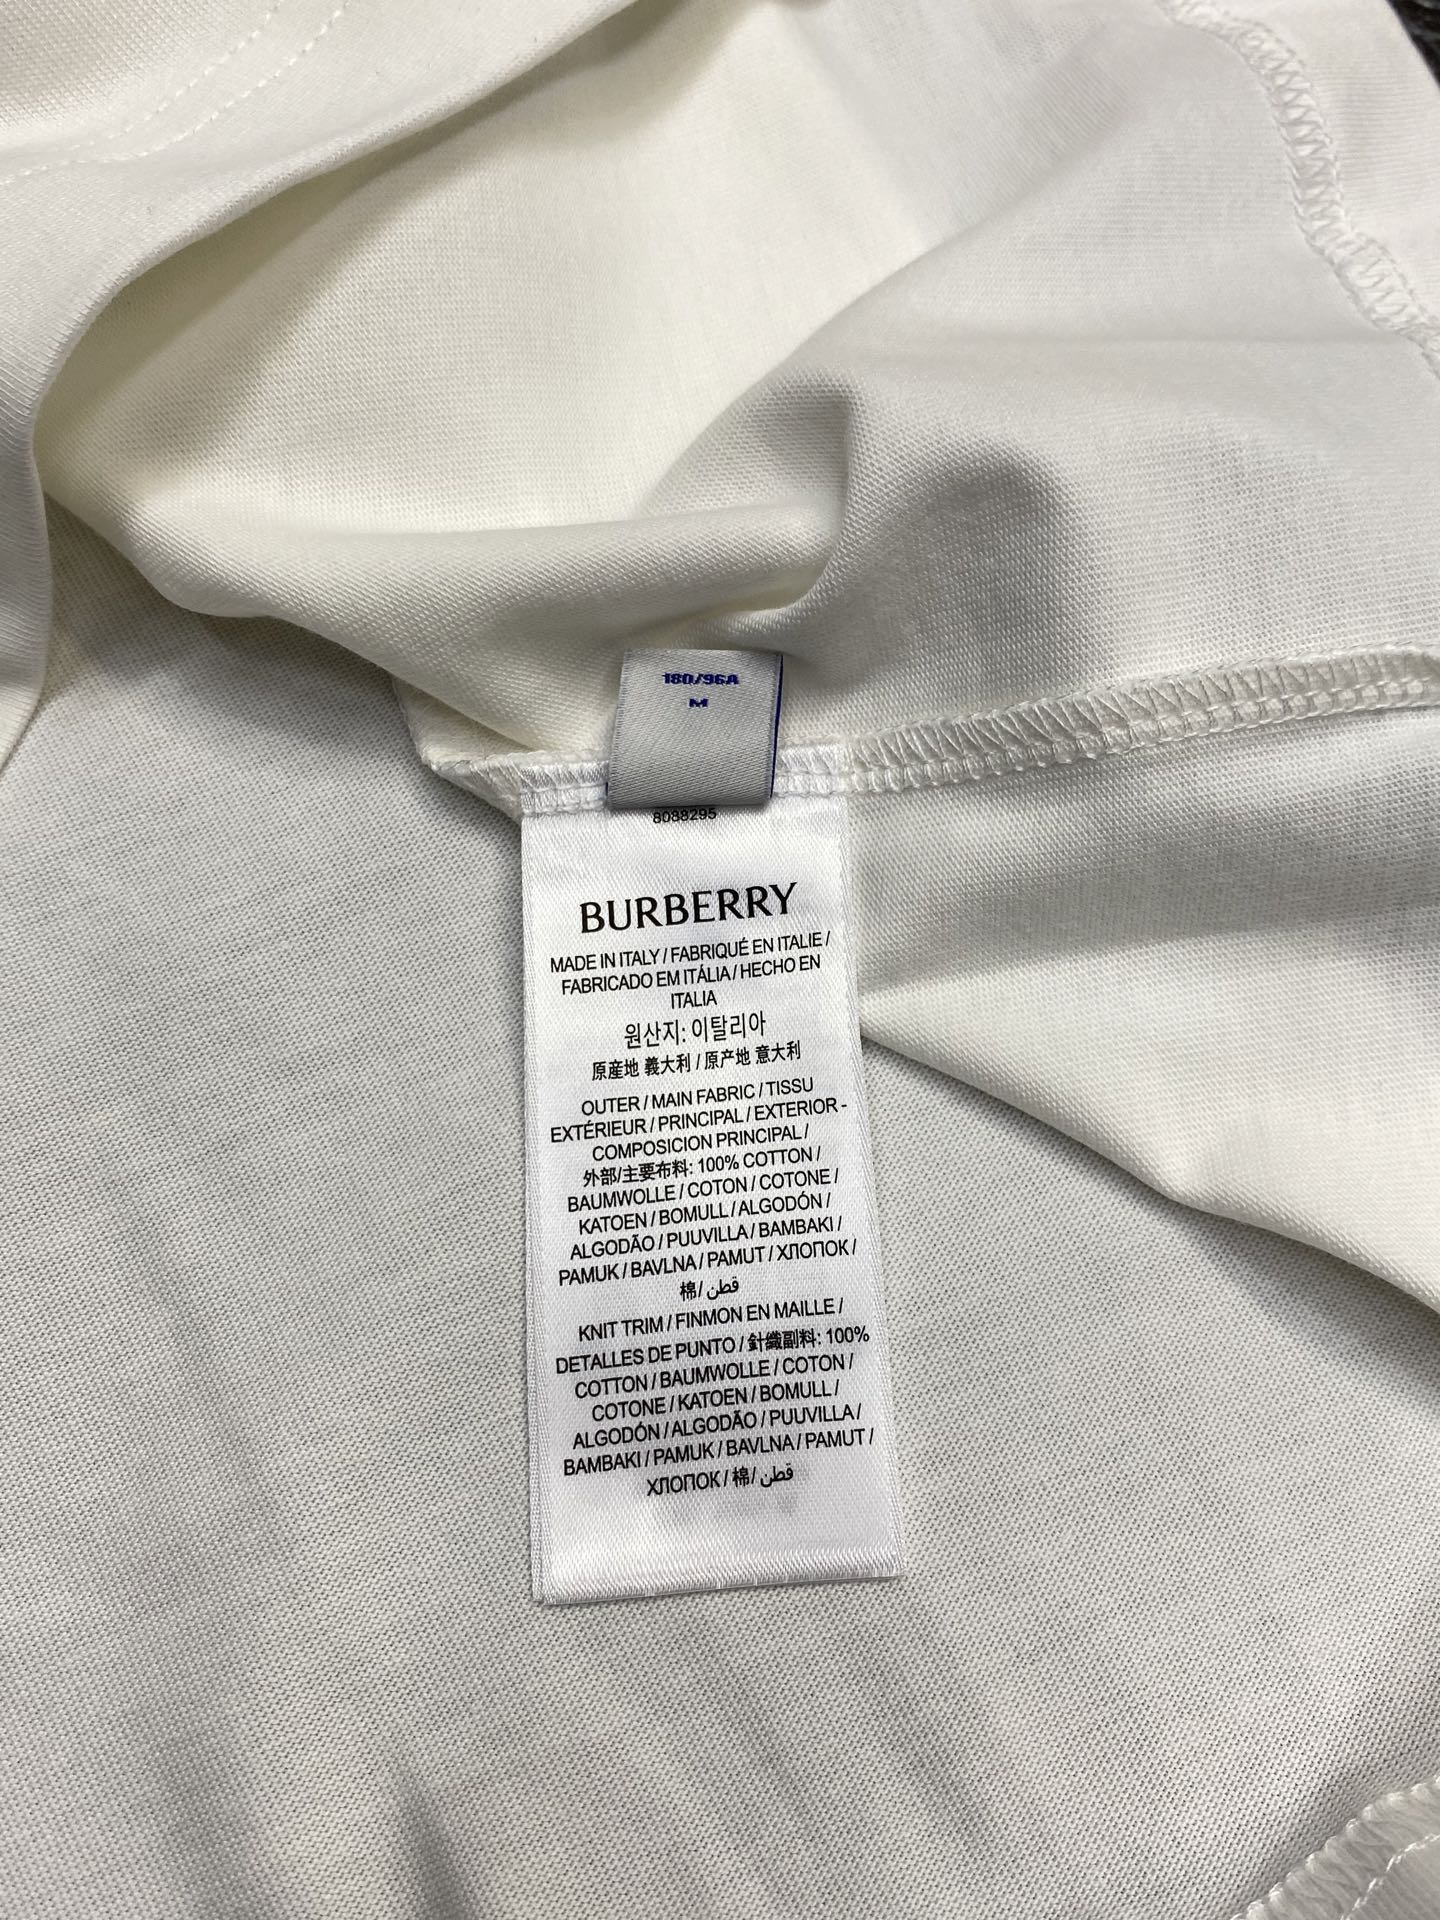 180/96A
M
8088295
BURBERRY
MADE IN ITALY / FABRIQUÉ EN ITALIE /
FABRICADO EM ITÁLIA / HECHO EN
ITALIA
원산지: 이탈리아
原産地 義大利 / 原产地 意大利
OUTER / MAIN FABRIC / TISSU
EXTÉRIEUR / PRINCIPAL / EXTERIOR -
COMPOSICION PRINCIPAL /
外部/主要布料: 100% COTTON /
BAUMWOLLE / COTON / COTONE /
KATOEN / BOMULL / ALGODÓN /
ALGODÃO / PUUVILLA / BAMBAKI /
PAMUK / BAVLNA / PAMUT / ХЛОПОК /
棉/ قطن
KNIT TRIM / FINMON EN MAILLE /
DETALLES DE PUNTO / 針織副料: 100%
COTTON / BAUMWOLLE / COTON /
COTONE / KATOEN / BOMULL /
ALGODÓN / ALGODÃO / PUUVILLA /
BAMBAKI / PAMUK / BAVLNA / PAMUT /
ХЛОПОК / 棉/ قطن